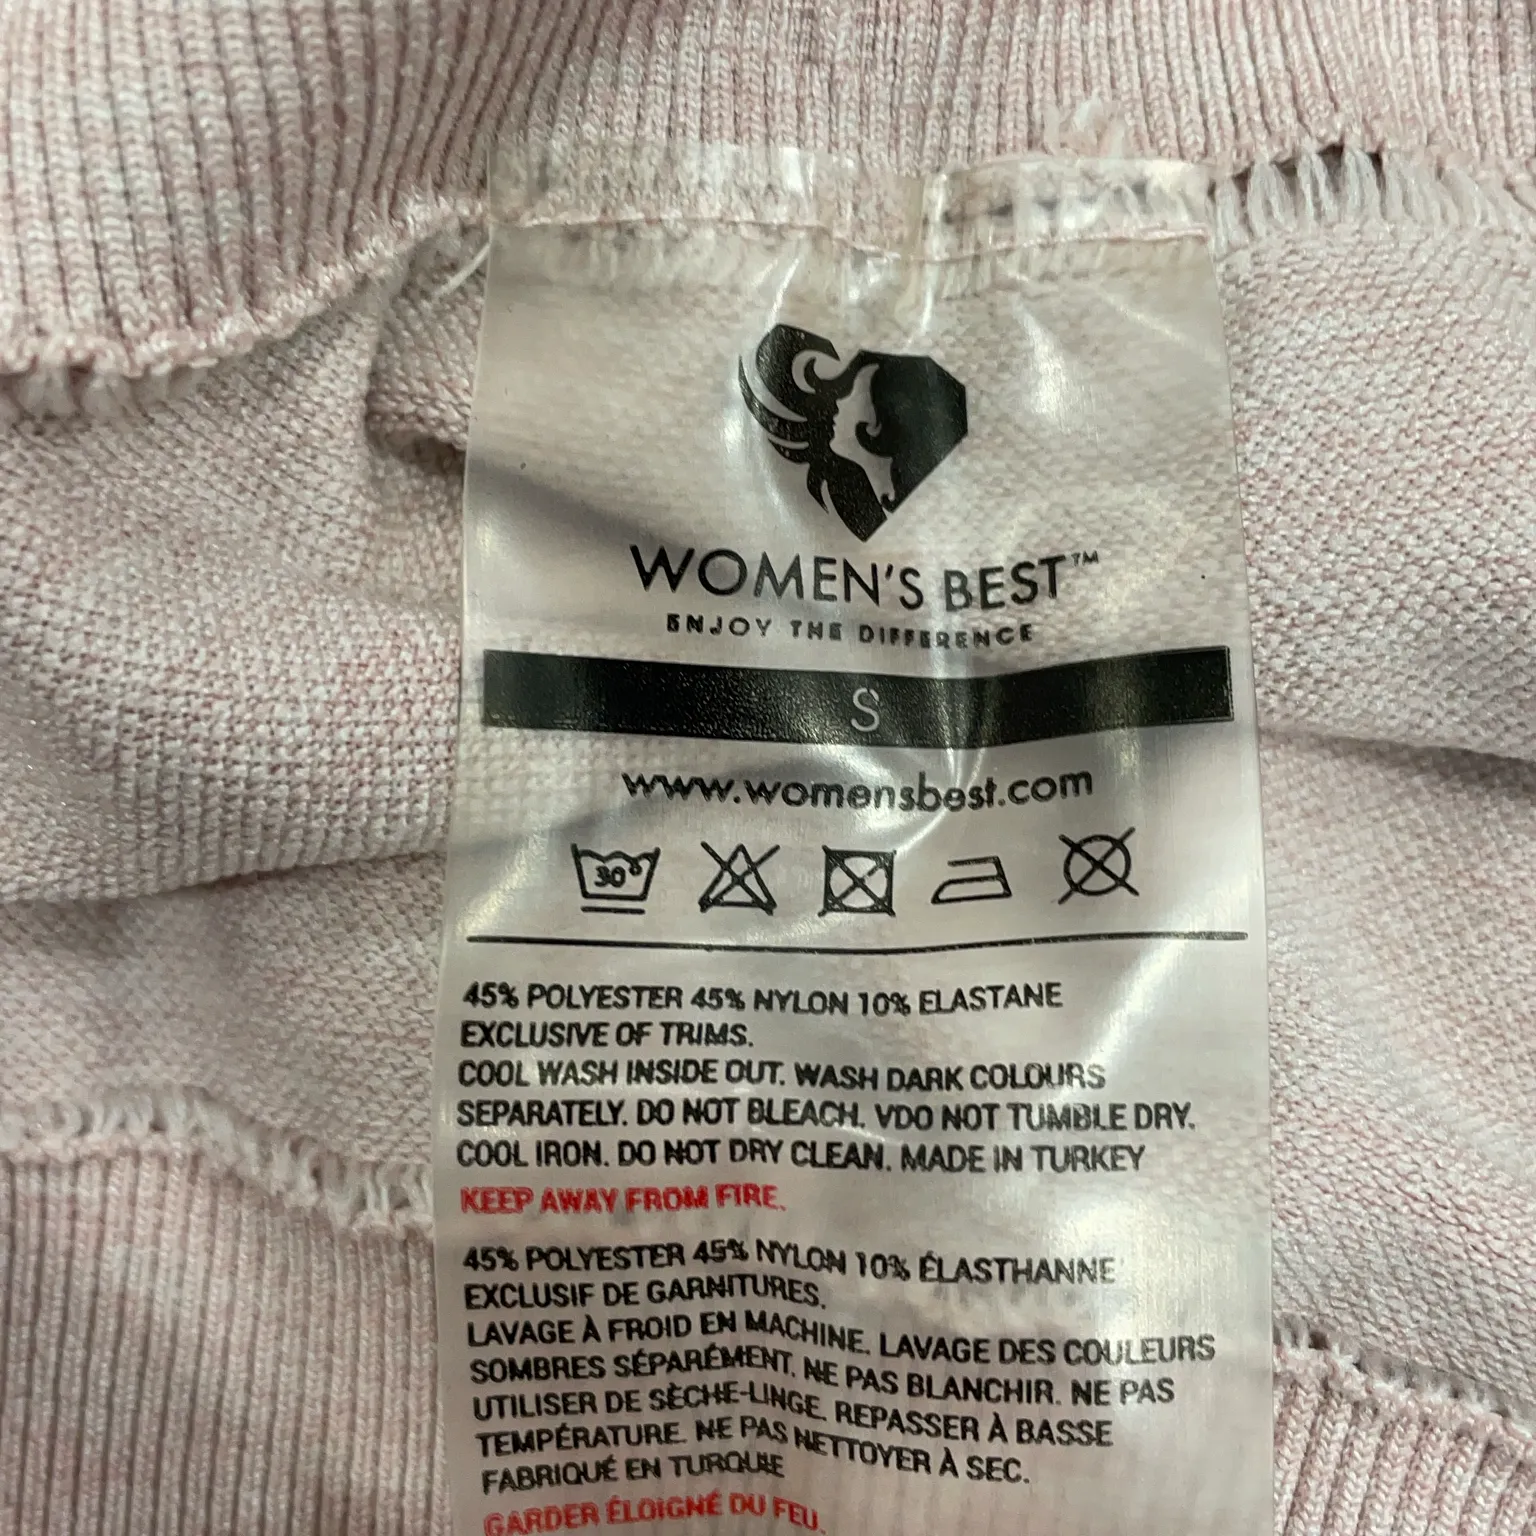 WOMEN'S BEST™
ENJOY THE DIFFERENCE
S
www.womensbest.com
30°
45% POLYESTER 45% NYLON 10% ELASTANE
EXCLUSIVE OF TRIMS.
COOL WASH INSIDE OUT. WASH DARK COLOURS
SEPARATELY. DO NOT BLEACH. VDO NOT TUMBLE DRY.
COOL IRON. DO NOT DRY CLEAN. MADE IN TURKEY
KEEP AWAY FROM FIRE.
45% POLYESTER 45% NYLON 10% ÉLASTHANNE
EXCLUSIF DE GARNITURES.
LAVAGE À FROID EN MACHINE. LAVAGE DES COULEURS
SOMBRES SÉPARÉMENT. NE PAS BLANCHIR. NE PAS
UTILISER DE SÈCHE-LINGE. REPASSER À BASSE
TEMPÉRATURE. NE PAS NETTOYER À SEC.
FABRIQUÉ EN TURQUIE
GARDER ÉLOIGNÉ DU FEU.